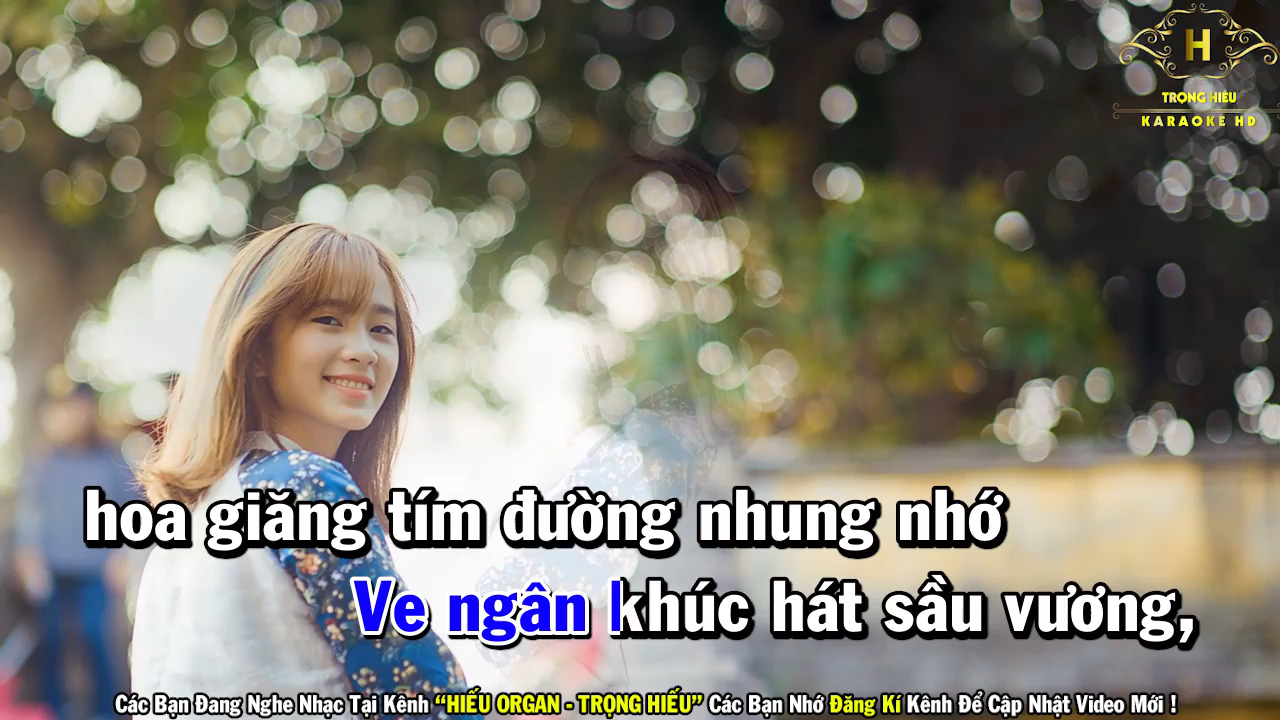 H
TRỌNG HIẾU
KARAOKE HD
hoa giăng tím đường nhung nhớ
Ve ngân khúc hát sầu vương,
Các Bạn Đang Nghe Nhạc Tại Kênh “HIẾU ORGAN - TRỌNG HIẾU” Các Bạn Nhớ Đăng Kí Kênh Để Cập Nhật Video Mới !